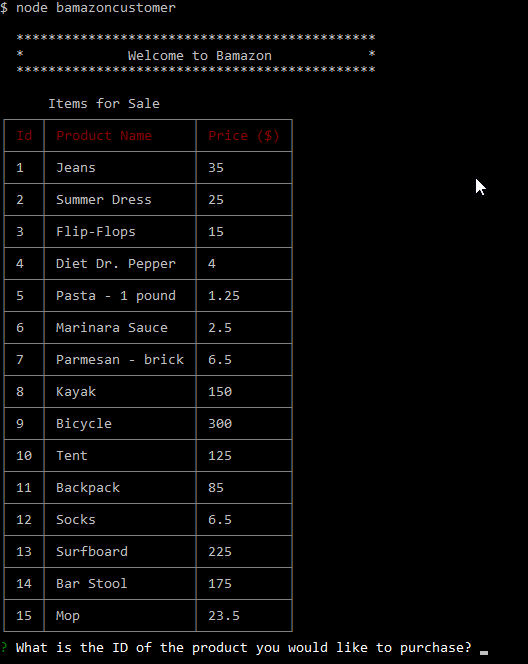 $ node bamazoncustomer
*********************************************
* Welcome to Bamazon *
*********************************************
Items for Sale
Id Product Name Price ($)
1 Jeans 35
2 Summer Dress 25
3 Flip-Flops 15
4 Diet Dr. Pepper 4
5 Pasta - 1 pound 1.25
6 Marinara Sauce 2.5
7 Parmesan - brick 6.5
8 Kayak 150
9 Bicycle 300
10 Tent 125
11 Backpack 85
12 Socks 6.5
13 Surfboard 225
14 Bar Stool 175
15 Mop 23.5
? What is the ID of the product you would like to purchase?